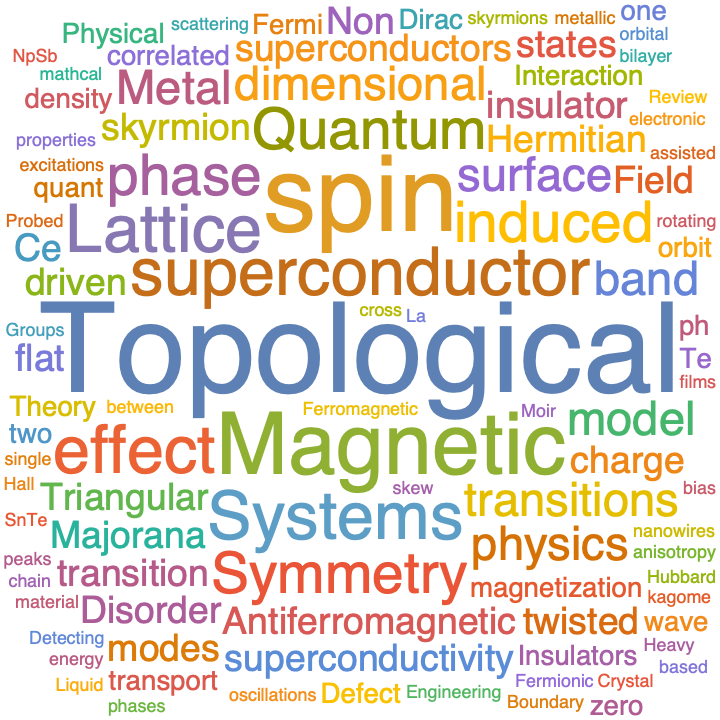 Physical scattering Fermi Non Dirac skyrmions metallic one
NpSb correlated superconductors states orbital
bilayer
mathcal Metal dimensional Interaction
density insulator Review
properties skyrmion Quantum Hermitian electronic
excitations phase spin surface Field assisted
quant
Probed Lattice induced rotating
Ce orbit
driven superconductor band
Topological cross La
Groups ph
flat Te
films
Theory between Ferromagnetic Moir model
two effect Magnetic charge
single
Hall Triangular Systems skew transitions bias
SnTe Majorana physics nanowires
anisotropy
peaks transition Symmetry magnetization Hubbard
chain kagome
material Disorder Antiferromagnetic twisted wave
Detecting modes superconductivity Insulators Heavy
energy based
Liquid transport oscillations Defect Engineering Fermionic Crystal
phases Boundary zero